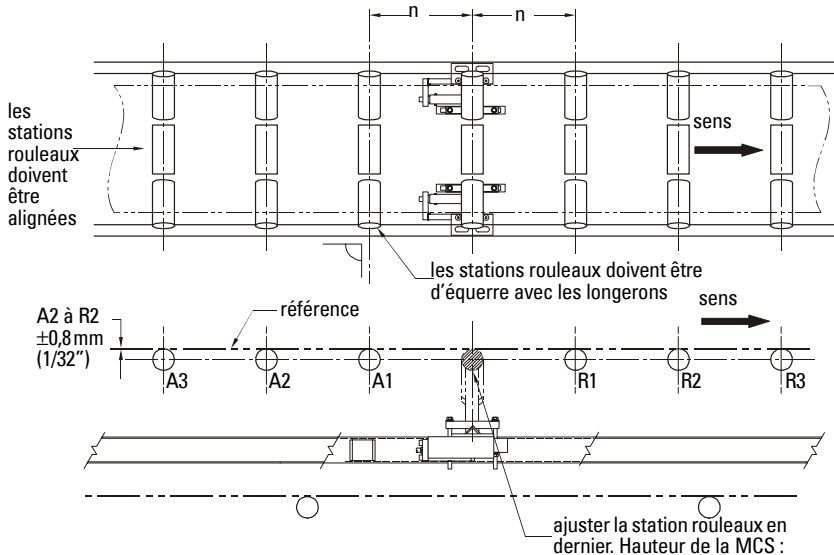 n
n
les
stations
rouleaux
doivent
être
alignées
sens
les stations rouleaux doivent être
d'équerre avec les longerons
A2 à R2
±0,8 mm
(1/32")
référence
sens
A3
A2
A1
R1
R2
R3
ajuster la station rouleaux en
dernier. Hauteur de la MCS :